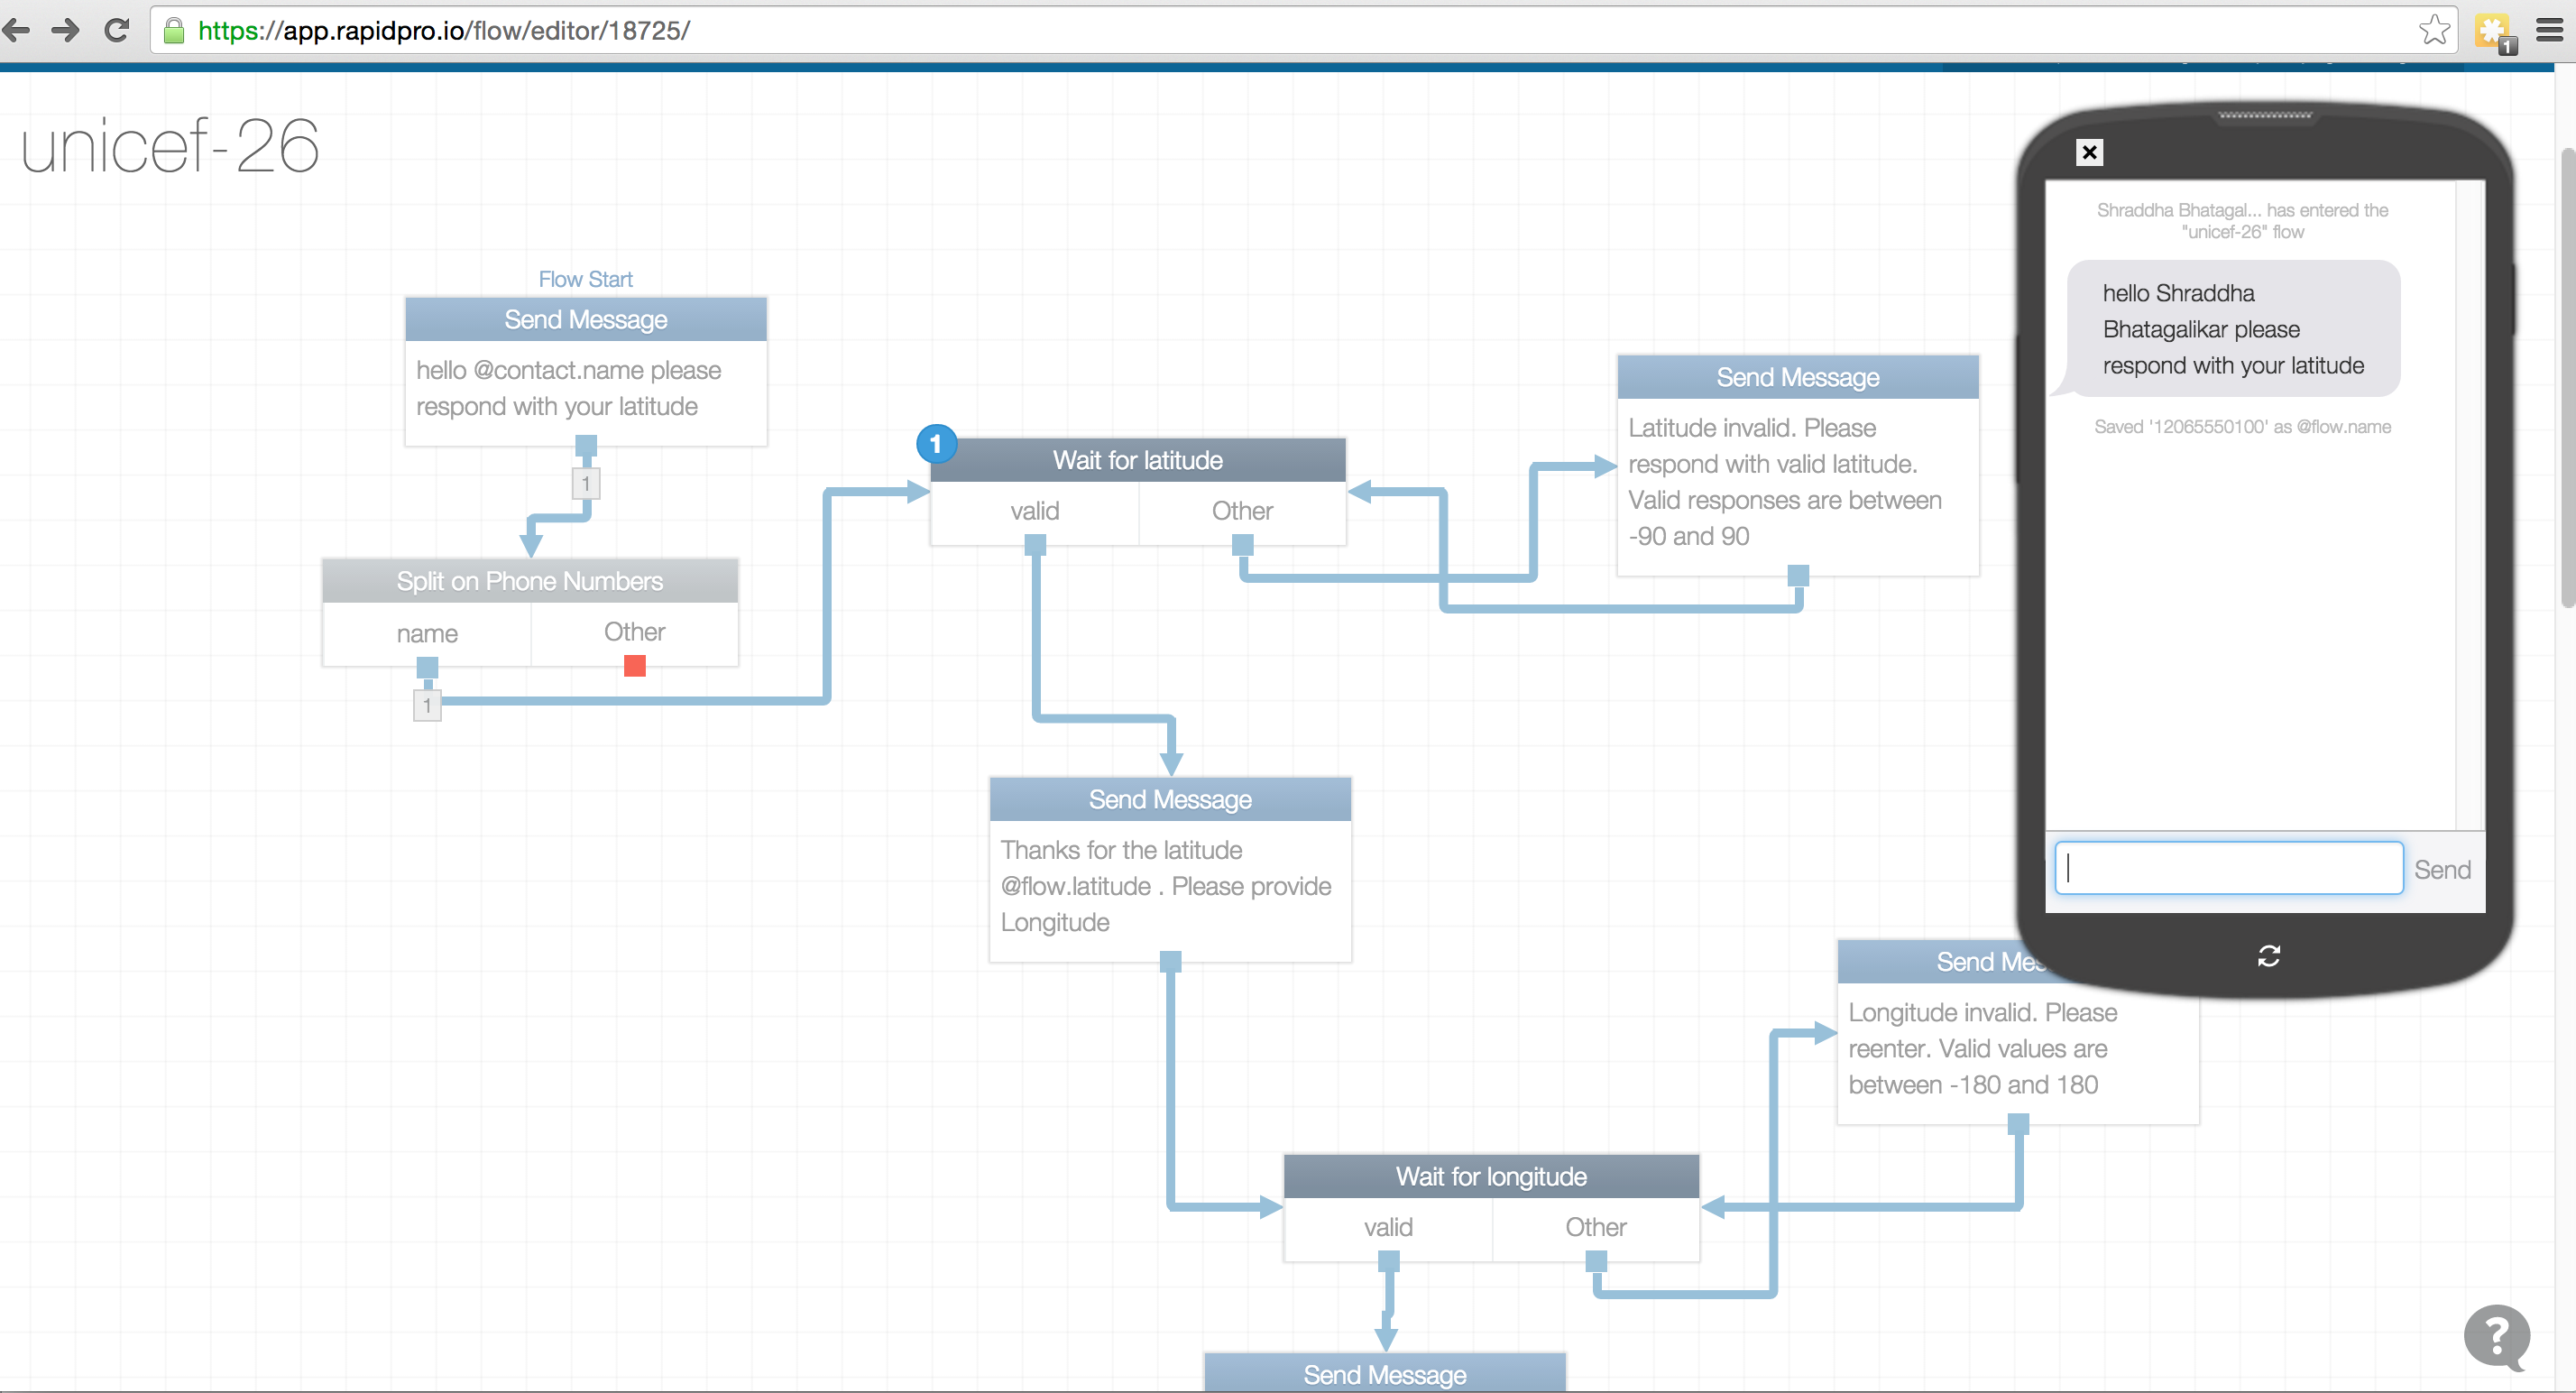 https://app.rapidpro.io/flow/editor/18725/
1
unicef-26
Flow Start
Send Message
hello @contact.name please
respond with your latitude
1
Split on Phone Numbers
name
Other
1
1
Wait for latitude
valid
Other
Send Message
Latitude invalid. Please
respond with valid latitude.
Valid responses are between
-90 and 90
Send Message
Thanks for the latitude
@flow.latitude . Please provide
Longitude
Send Mes
Longitude invalid. Please
reenter. Valid values are
between -180 and 180
Wait for longitude
valid
Other
Send Message
Shraddha Bhatagal... has entered the
"unicef-26" flow
hello Shraddha
Bhatagalikar please
respond with your latitude
Saved '12065550100' as @flow.name
Send
?